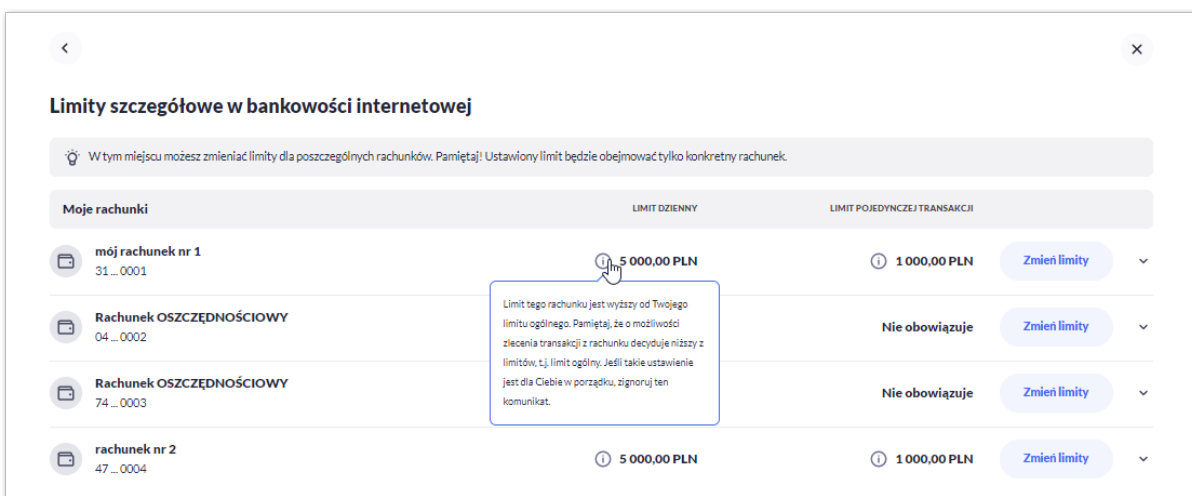 Limity szczegółowe w bankowości internetowej
W tym miejscu możesz zmieniać limity dla poszczególnych rachunków. Pamiętaj! Ustawiony limit będzie obejmować tylko konkretny rachunek.
Moje rachunki LIMIT DZIENNY LIMIT POJEDYNCZEJ TRANSAKCJI
mój rachunek nr 1
31 ... 0001
5 000,00 PLN 1 000,00 PLN Zmień limity
Limit tego rachunku jest wyższy od Twojego
limitu ogólnego. Pamiętaj, że o możliwości
zlecenia transakcji z rachunku decyduje niższy z
limitów, t.j. limit ogólny. Jeśli takie ustawienie
jest dla Ciebie w porządku, zignoruj ten
komunikat.
Rachunek OSZCZĘDNOŚCIOWY
04 ... 0002
Nie obowiązuje Zmień limity
Rachunek OSZCZĘDNOŚCIOWY
74 ... 0003
Nie obowiązuje Zmień limity
rachunek nr 2
47 ... 0004
5 000,00 PLN 1 000,00 PLN Zmień limity